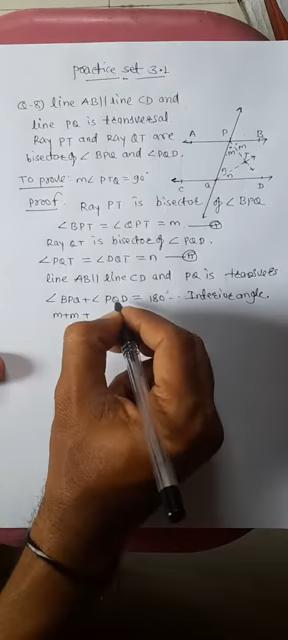 practice set 3.1
Q-8) line AB || line CD and
line PQ is transversal
Ray PT and Ray QT are
bisector of ∠BPQ and ∠PQD.
To prove: m∠PTQ = 90°
proof. Ray PT is bisector of ∠BPQ
∠BPT = ∠QPT = m. — (I)
Ray QT is bisector of ∠PQD.
∠PQT = ∠DQT = n — (II)
line AB || line CD and PQ is
∠BPQ + ∠PQD = 180° .. Interior angle.
m+m+
A P B
m m
T
n n
C Q D